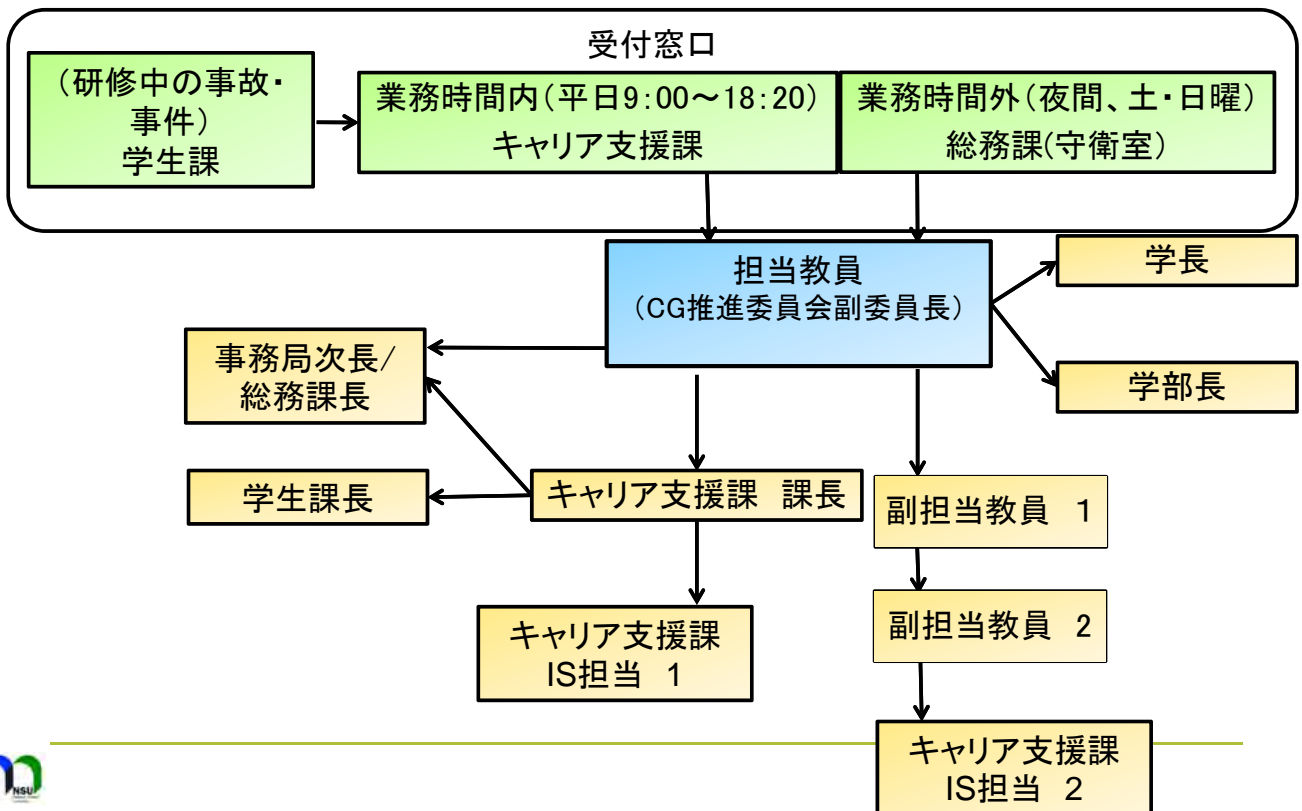 受付窓口
(研修中の事故・
事件)
学生課
業務時間内(平日9:00～18:20)
キャリア支援課
業務時間外(夜間、土・日曜)
総務課(守衛室)
担当教員
(CG推進委員会副委員長)
学長
学部長
事務局次長/
総務課長
学生課長
キャリア支援課 課長
副担当教員 1
副担当教員 2
キャリア支援課
IS担当 1
キャリア支援課
IS担当 2
NSU